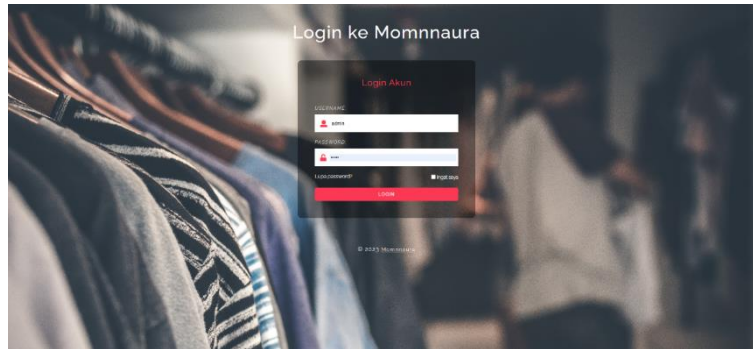 Login ke Momnnaura
Login Akun
USERNAME
admin
PASSWORD
Lupa password? Ingat saya
LOGIN
© 2023 Momnnaura